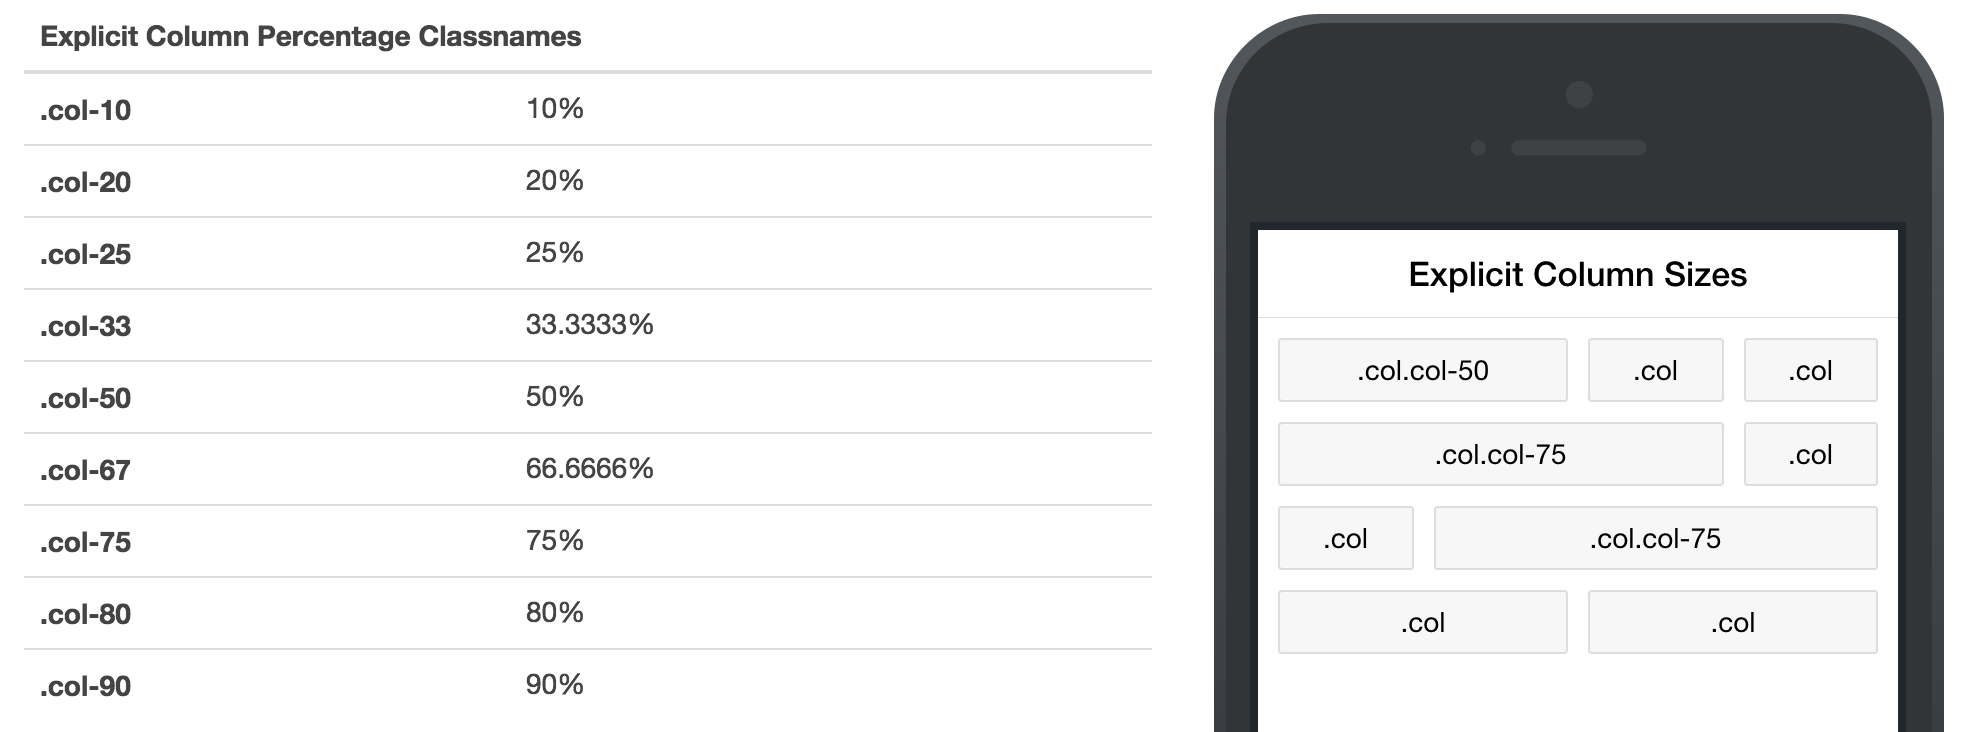 Explicit Column Percentage Classnames
.col-10 10%
.col-20 20%
.col-25 25%
.col-33 33.3333%
.col-50 50%
.col-67 66.6666%
.col-75 75%
.col-80 80%
.col-90 90%
Explicit Column Sizes
.col.col-50 .col .col
.col.col-75 .col
.col .col.col-75
.col .col